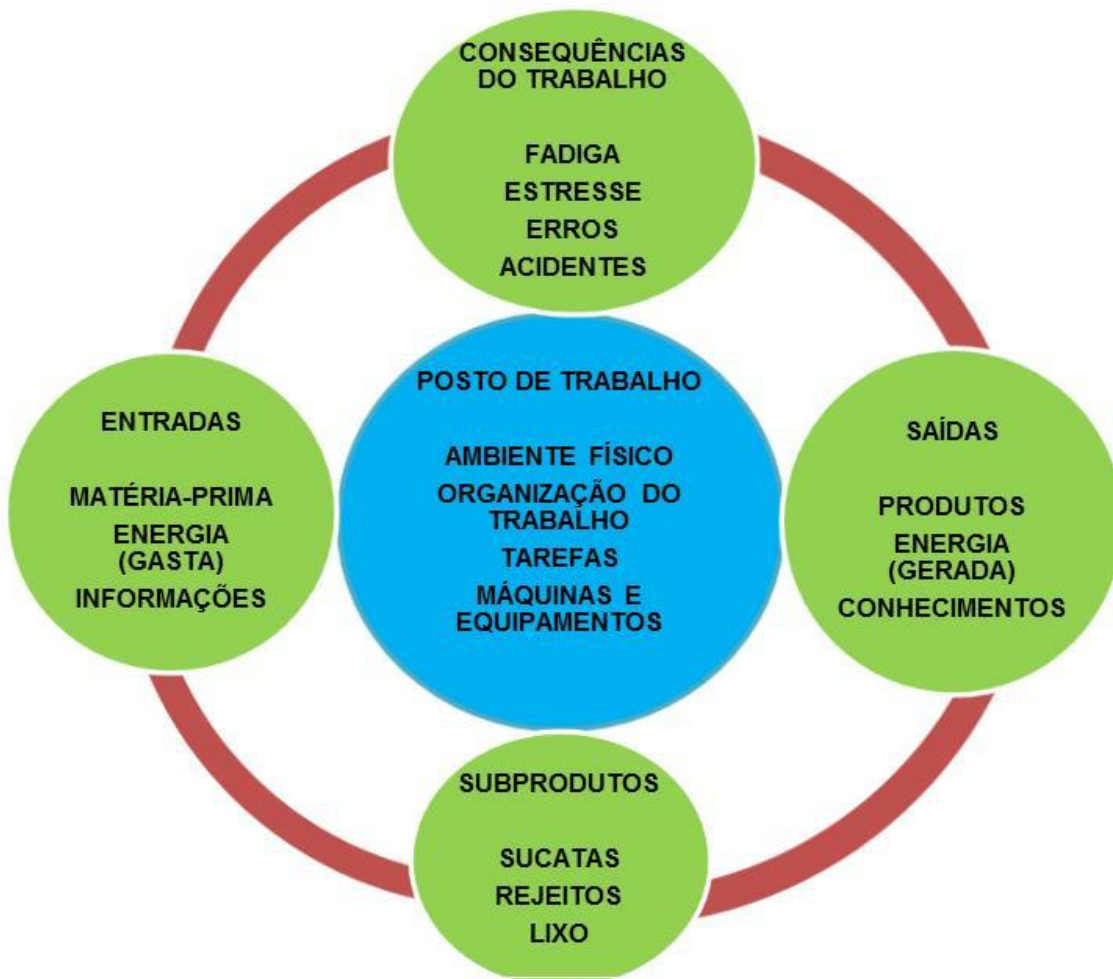 CONSEQUÊNCIAS
DO TRABALHO
FADIGA
ESTRESSE
ERROS
ACIDENTES
ENTRADAS
MATÉRIA-PRIMA
ENERGIA
(GASTA)
INFORMAÇÕES
POSTO DE TRABALHO
AMBIENTE FÍSICO
ORGANIZAÇÃO DO
TRABALHO
TAREFAS
MÁQUINAS E
EQUIPAMENTOS
SAÍDAS
PRODUTOS
ENERGIA
(GERADA)
CONHECIMENTOS
SUBPRODUTOS
SUCATAS
REJEITOS
LIXO